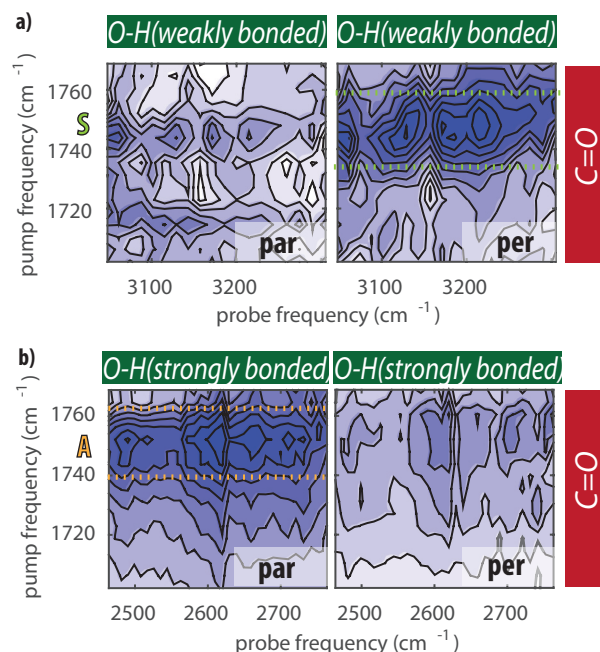 a)
O-H(weakly bonded) O-H(weakly bonded)
pump frequency (cm ⁻¹)
1760
S
1740
1720
par
per
C=O
3100 3200 3100 3200
probe frequency (cm ⁻¹)
b)
O-H(strongly bonded) O-H(strongly bonded)
pump frequency (cm ⁻¹)
1760
A
1740
1720
par
per
C=O
2500 2600 2700 2500 2600 2700
probe frequency (cm ⁻¹)